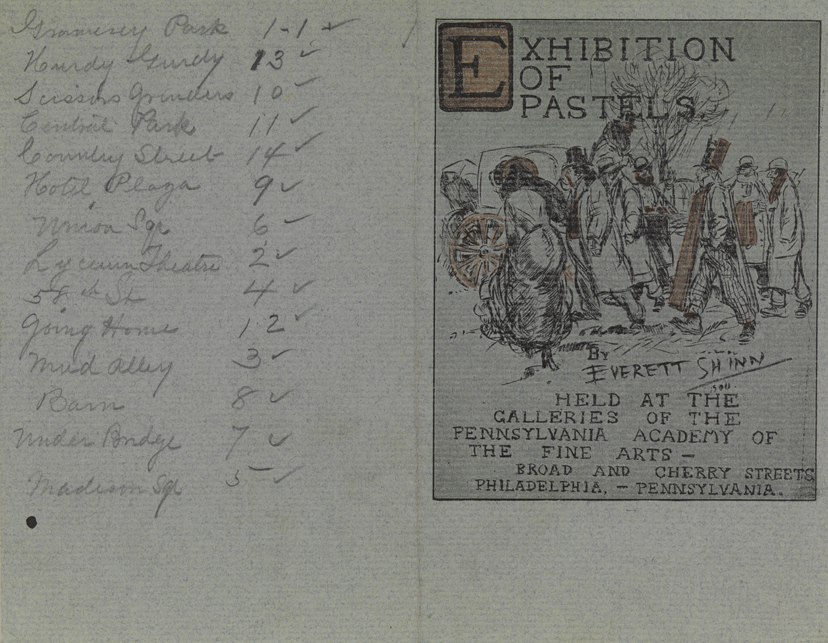 Gramercy Park 1-1 ✓
Hurdy Gurdy 13 ✓
Scissors Grinders 10 ✓
Central Park 11 ✓
Country Street 14 ✓
Hotel Plaza 9 ✓
Union Sqr 6 ✓
Lyceum Theatre 2 ✓
58th St 4 ✓
Going Home 12 ✓
Mud Alley 3 ✓
Barn 8 ✓
Under Bridge 7 ✓
Madison Sq 5 ✓
EXHIBITION
OF
PASTELS.
BY
EVERETT SHINN
HELD AT THE
GALLERIES OF THE
PENNSYLVANIA ACADEMY OF
THE FINE ARTS —
BROAD AND CHERRY STREETS
PHILADELPHIA, — PENNSYLVANIA.